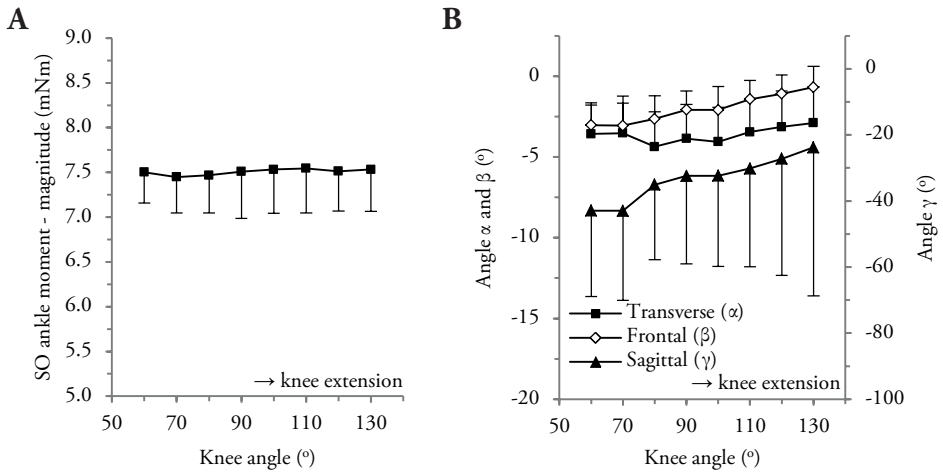 A
SO ankle moment - magnitude (mNm)
9.0
8.5
8.0
7.5
7.0
6.5
6.0
5.5
5.0
→ knee extension
50
70
90
110
130
Knee angle (º)
B
Angle α and β (º)
0
-5
-10
-15
-20
Transverse (α)
Frontal (β)
Sagittal (γ)
→ knee extension
50
70
90
110
130
Knee angle (º)
0
-20
-40
-60
-80
-100
Angle γ (º)